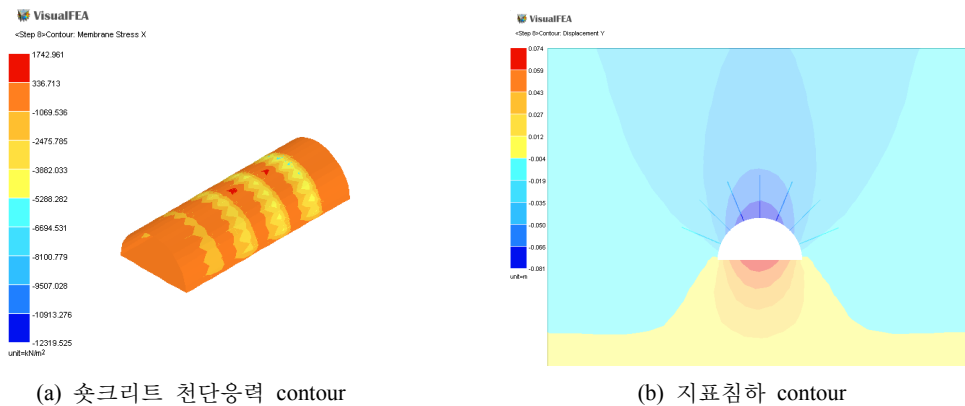 VisualFEA
<Step 8>Contour: Membrane Stress X
1742.961
336.713
-1069.536
-2475.785
-3882.033
-5288.282
-6694.531
-8100.779
-9507.028
-10913.276
-12319.525
unit=kN/m²
(a) 숏크리트 천단응력 contour
VisualFEA
<Step 8>Contour: Displacement Y
0.074
0.059
0.043
0.027
0.012
-0.004
-0.019
-0.035
-0.050
-0.066
-0.081
unit=m
(b) 지표침하 contour